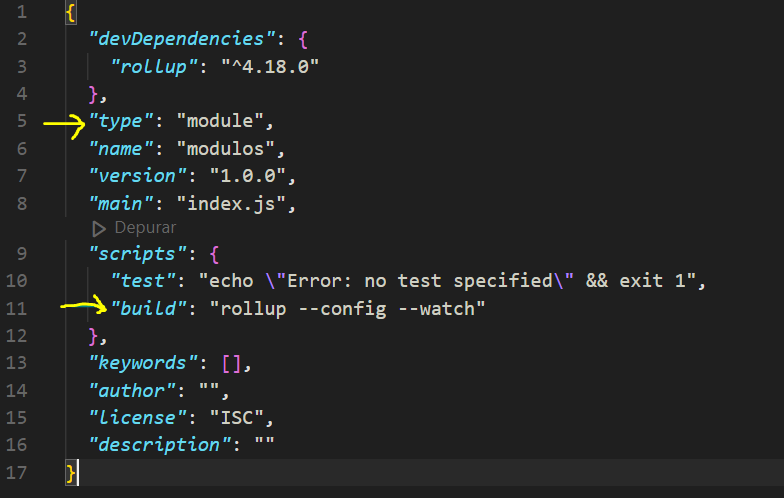 1 {
2 "devDependencies": {
3 "rollup": "^4.18.0"
4 },
5 "type": "module",
6 "name": "modulos",
7 "version": "1.0.0",
8 "main": "index.js",
Depurar
9 "scripts": {
10 "test": "echo \"Error: no test specified\" && exit 1",
11 "build": "rollup --config --watch"
12 },
13 "keywords": [],
14 "author": "",
15 "license": "ISC",
16 "description": ""
17 }